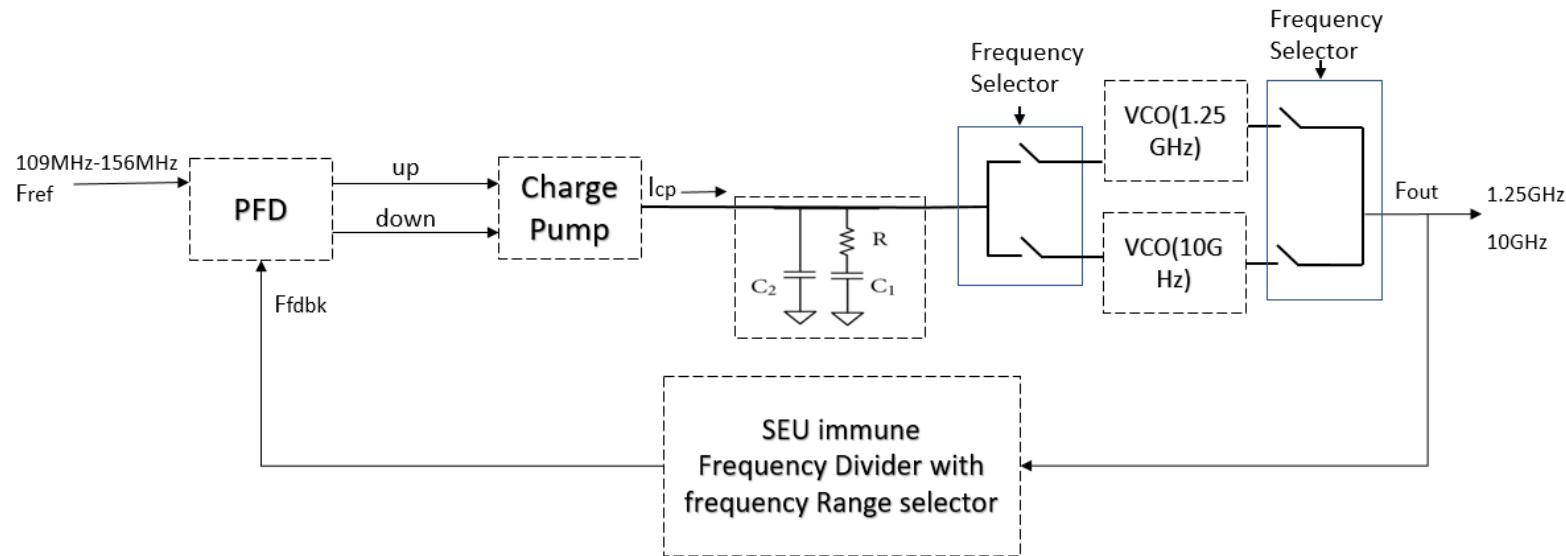 Frequency
Selector
Frequency
Selector
109MHz-156MHz
Fref
PFD
up
down
Charge
Pump
Icp
R
C2
C1
VCO(1.25
GHz)
VCO(10G
Hz)
Fout
1.25GHz
10GHz
Ffdbk
SEU immune
Frequency Divider with
frequency Range selector